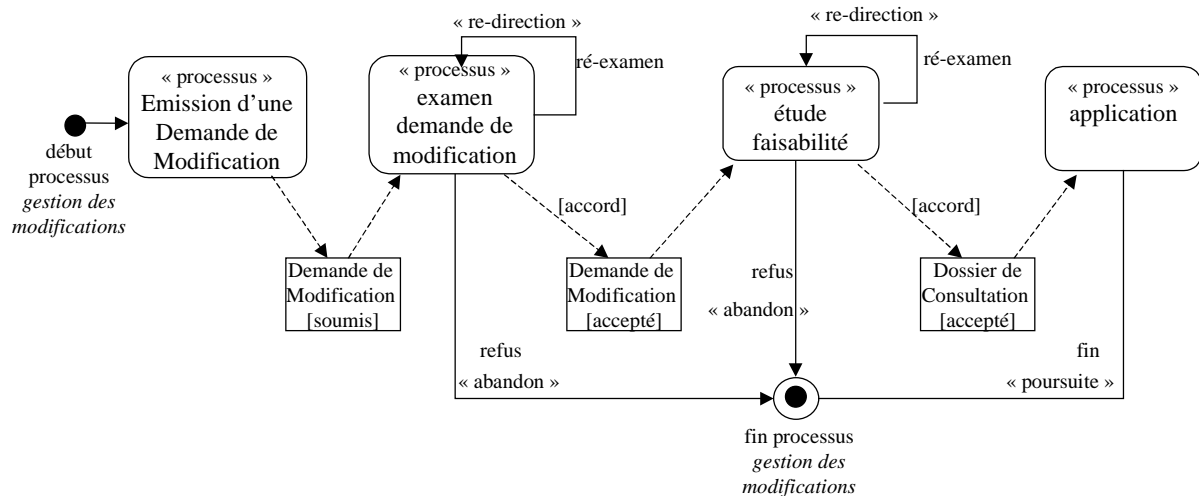 « re-direction »
« re-direction »
ré-examen
ré-examen
« processus »
Emission d'une
Demande de
Modification
« processus »
examen
demande de
modification
« processus »
étude
faisabilité
« processus »
application
début
processus
gestion des
modifications
[accord]
[accord]
Demande de
Modification
[soumis]
Demande de
Modification
[accepté]
refus
« abandon »
Dossier de
Consultation
[accepté]
refus
« abandon »
fin
« poursuite »
fin processus
gestion des
modifications